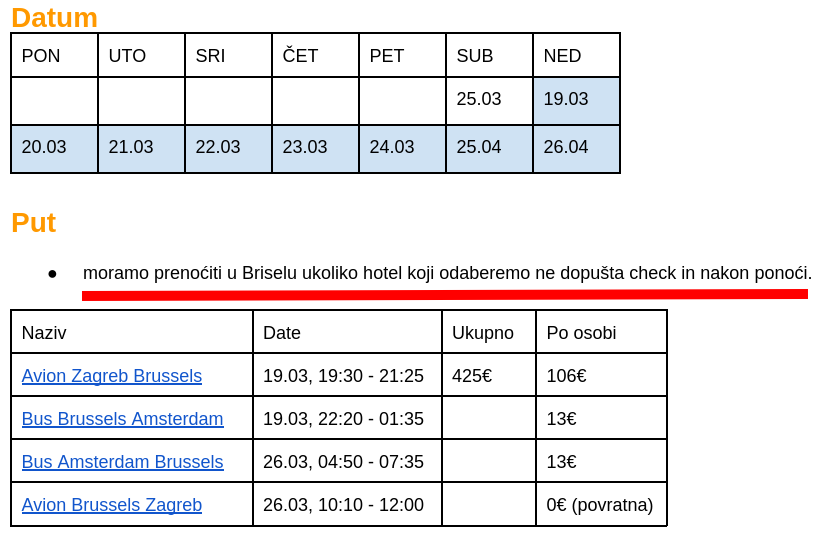 Datum
PON UTO SRI ČET PET SUB NED
25.03 19.03
20.03 21.03 22.03 23.03 24.03 25.04 26.04
Put
● moramo prenoćiti u Briselu ukoliko hotel koji odaberemo ne dopušta check in nakon ponoći.
Naziv Date Ukupno Po osobi
Avion Zagreb Brussels 19.03, 19:30 - 21:25 425€ 106€
Bus Brussels Amsterdam 19.03, 22:20 - 01:35 13€
Bus Amsterdam Brussels 26.03, 04:50 - 07:35 13€
Avion Brussels Zagreb 26.03, 10:10 - 12:00 0€ (povratna)